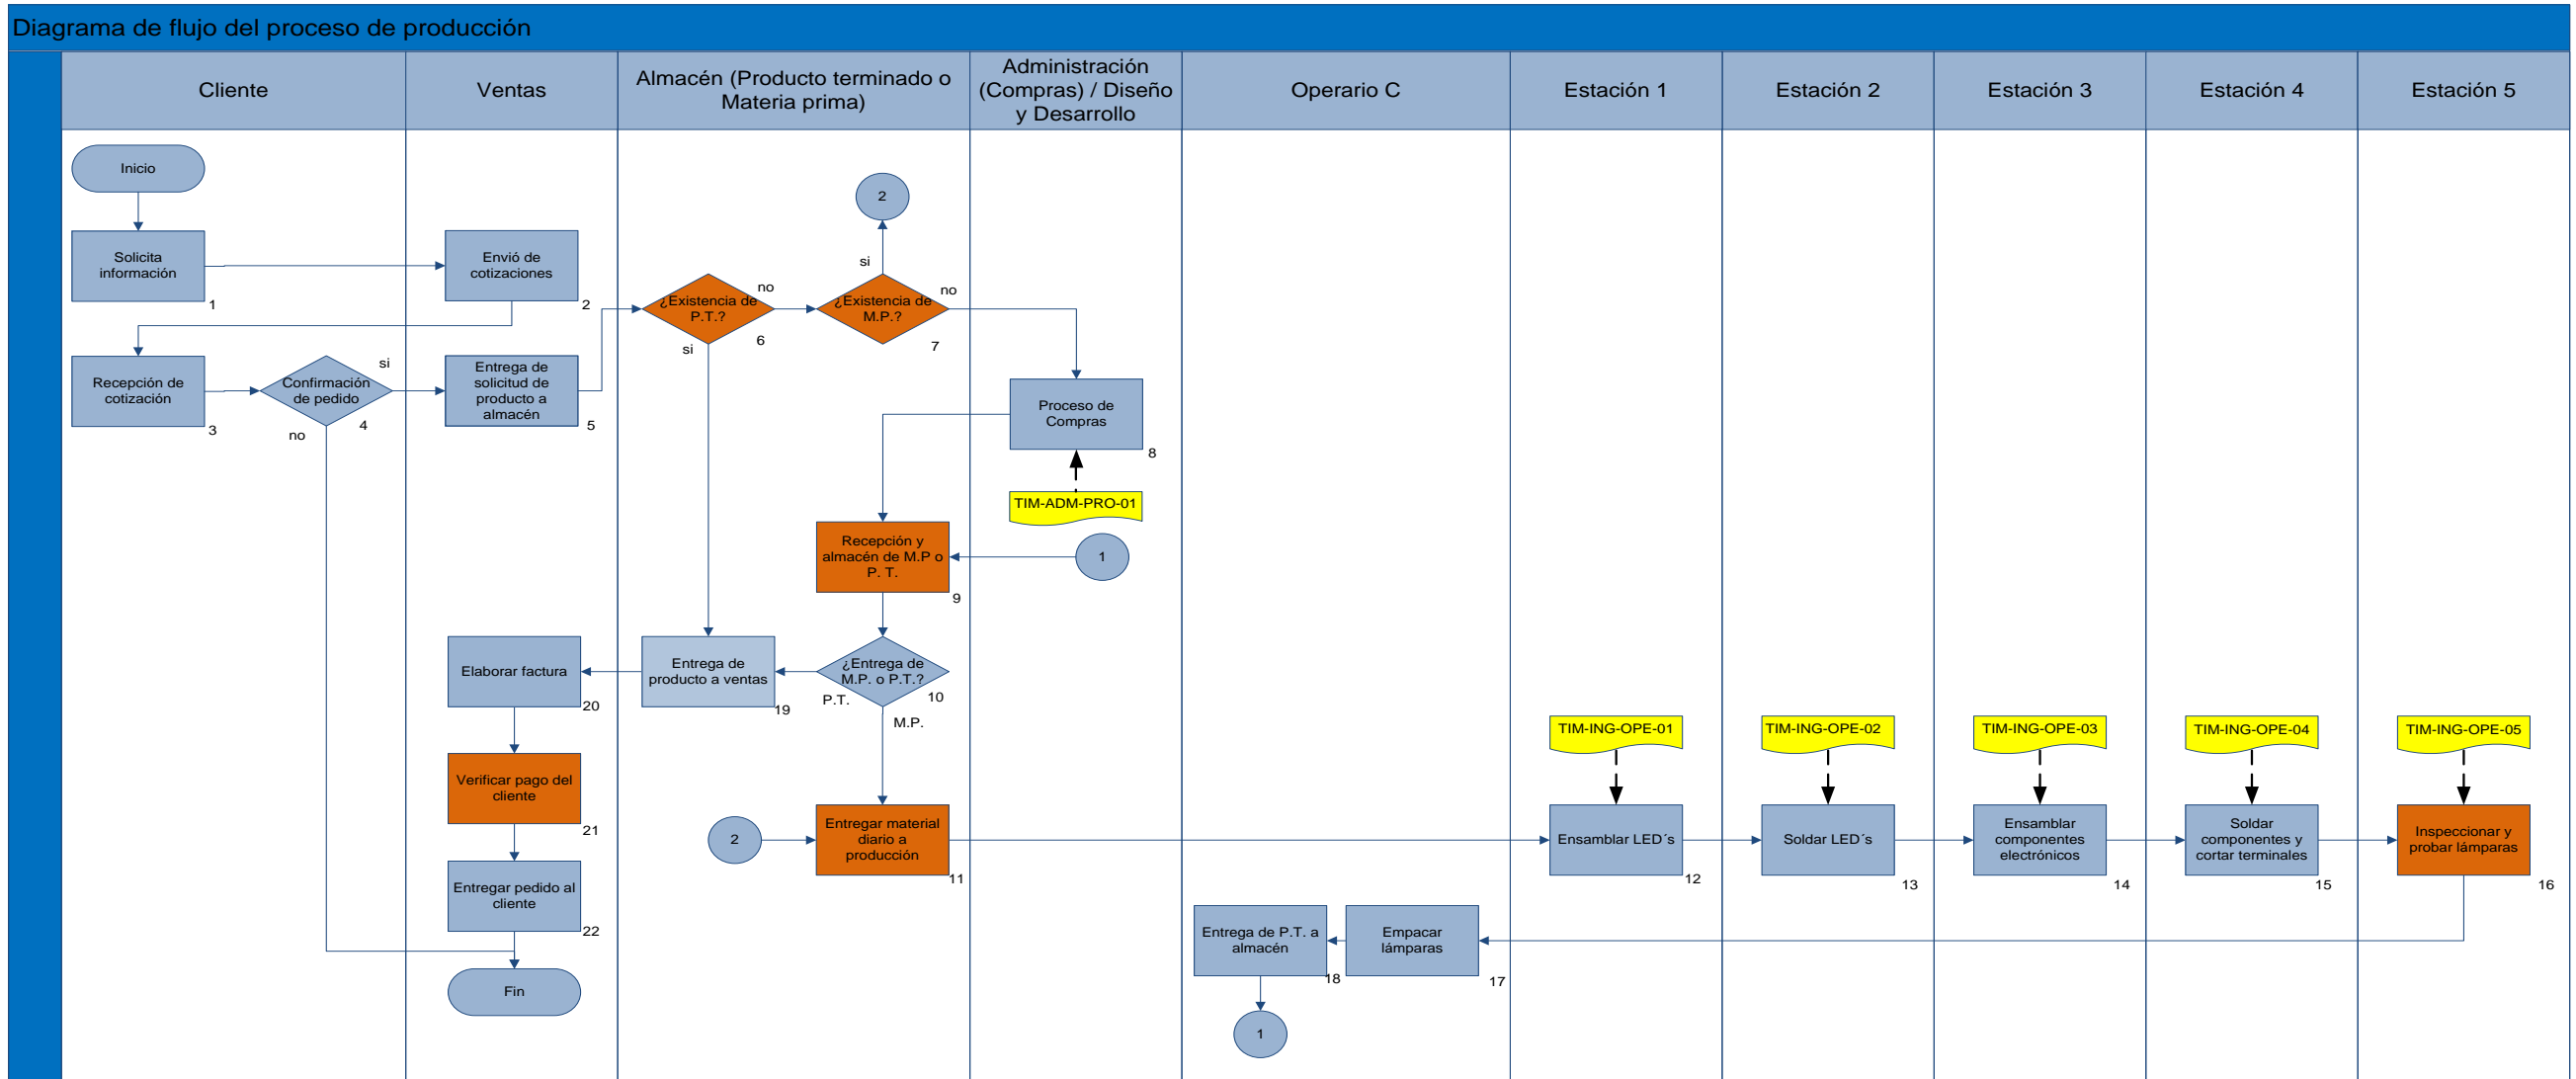 Diagrama de flujo del proceso de producción
Cliente
Ventas
Almacén (Producto terminado o
Materia prima)
Administración
(Compras) / Diseño
y Desarrollo
Operario C
Estación 1
Estación 2
Estación 3
Estación 4
Estación 5
Inicio
Solicita
información
1
Envió de
cotizaciones
2
Recepción de
cotización
3
Confirmación
de pedido
si
no
4
Entrega de
solicitud de
producto a
almacén
5
¿Existencia de
P.T.?
no
si
6
2
si
¿Existencia de
M.P.?
no
7
Proceso de
Compras
8
TIM-ADM-PRO-01
Recepción y
almacén de M.P o
P. T.
9
1
¿Entrega de
M.P. o P.T.?
10
P.T.
M.P.
Entrega de
producto a ventas
19
Elaborar factura
20
Verificar pago del
cliente
21
Entregar pedido al
cliente
22
Fin
2
Entregar material
diario a
producción
11
TIM-ING-OPE-01
Ensamblar LED´s
12
TIM-ING-OPE-02
Soldar LED´s
13
TIM-ING-OPE-03
Ensamblar
componentes
electrónicos
14
TIM-ING-OPE-04
Soldar
componentes y
cortar terminales
15
TIM-ING-OPE-05
Inspeccionar y
probar lámparas
16
Empacar
lámparas
17
Entrega de P.T. a
almacén
18
1